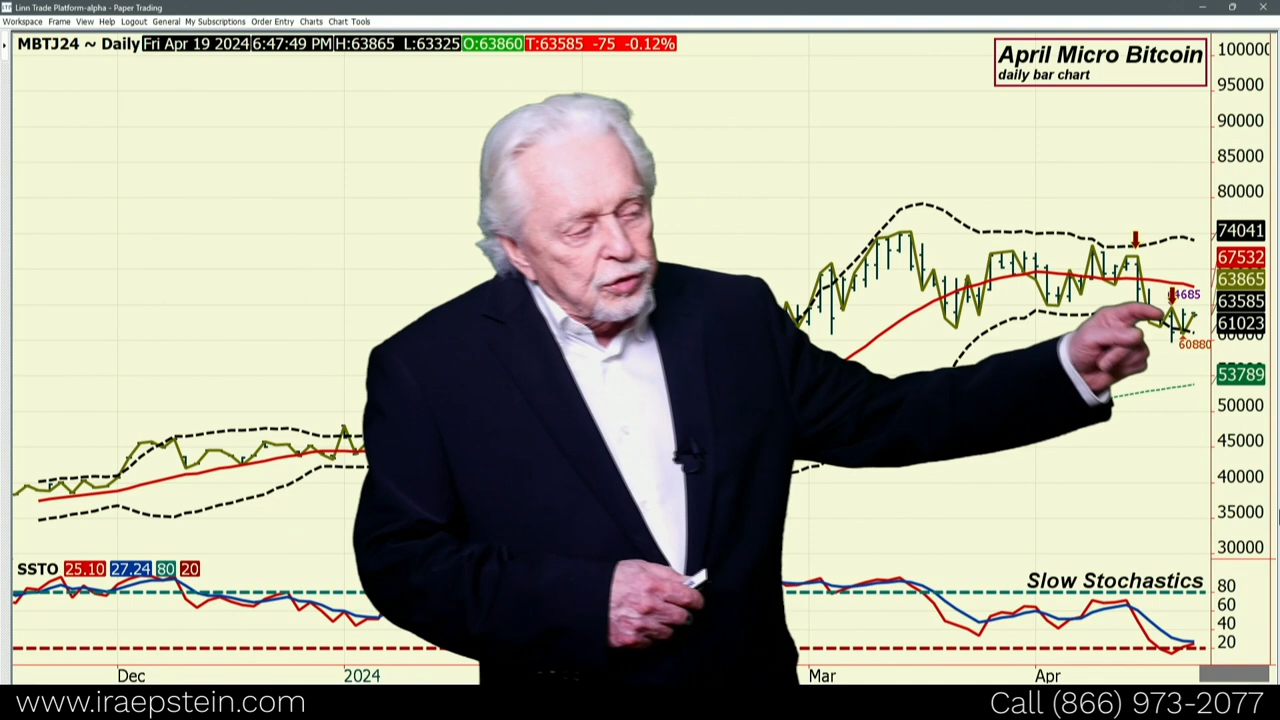 Linn Trade Platform-alpha - Paper Trading
Workspace Frame View Help Logout General My Subscriptions Order Entry Charts Chart Tools
MBTJ24 ~ Daily Fri Apr 19 2024 6:47:49 PM H:63865 L:63325 O:63860 T:63585 -75 -0.12%
April Micro Bitcoin
daily bar chart
100000
95000
90000
85000
80000
74041
67532
63865
63585
61023
60000
4685
60880
53789
50000
45000
40000
35000
30000
SSTO 25.10 27.24 80 20
Slow Stochastics
80
60
40
20
Dec 2024 Mar Apr
www.iraepstein.com Call (866) 973-2077